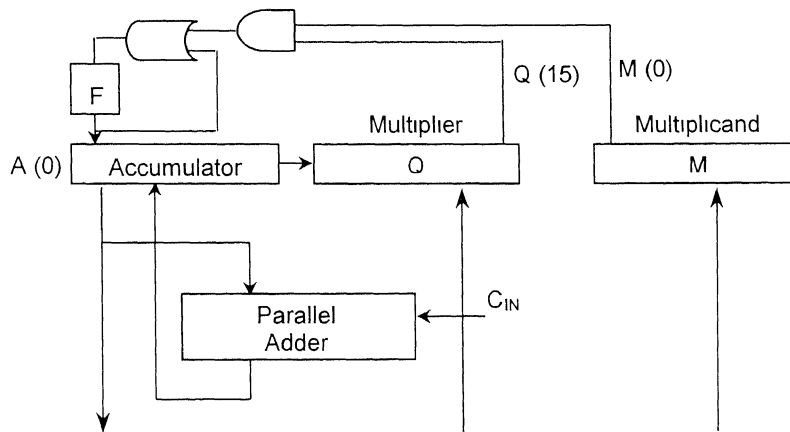 Q (15)
M (0)
F
Multiplier
Multiplicand
A (0)
Accumulator
Q
M
C_IN
Parallel
Adder